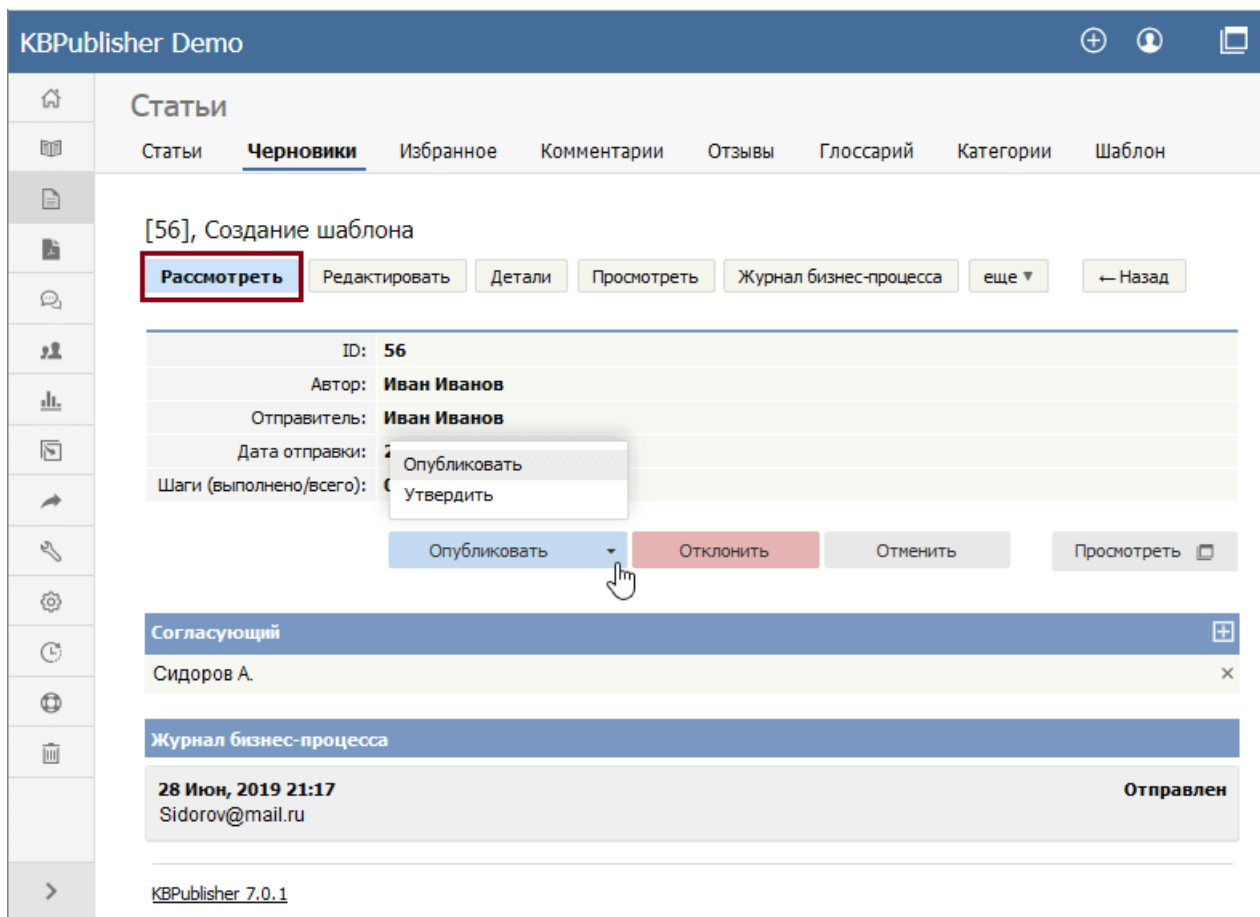 KBPublisher Demo
Статьи
Статьи Черновики Избранное Комментарии Отзывы Глоссарий Категории Шаблон
[56], Создание шаблона
Рассмотреть Редактировать Детали Просмотреть Журнал бизнес-процесса еще ▼ ← Назад
ID: 56
Автор: Иван Иванов
Отправитель: Иван Иванов
Дата отправки: 2
Опубликовать
Шаги (выполнено/всего):
Утвердить
Опубликовать Отклонить Отменить Просмотреть
Согласующий
Сидоров А.
Журнал бизнес-процесса
28 Июн, 2019 21:17 Отправлен
Sidorov@mail.ru
KBPublisher 7.0.1